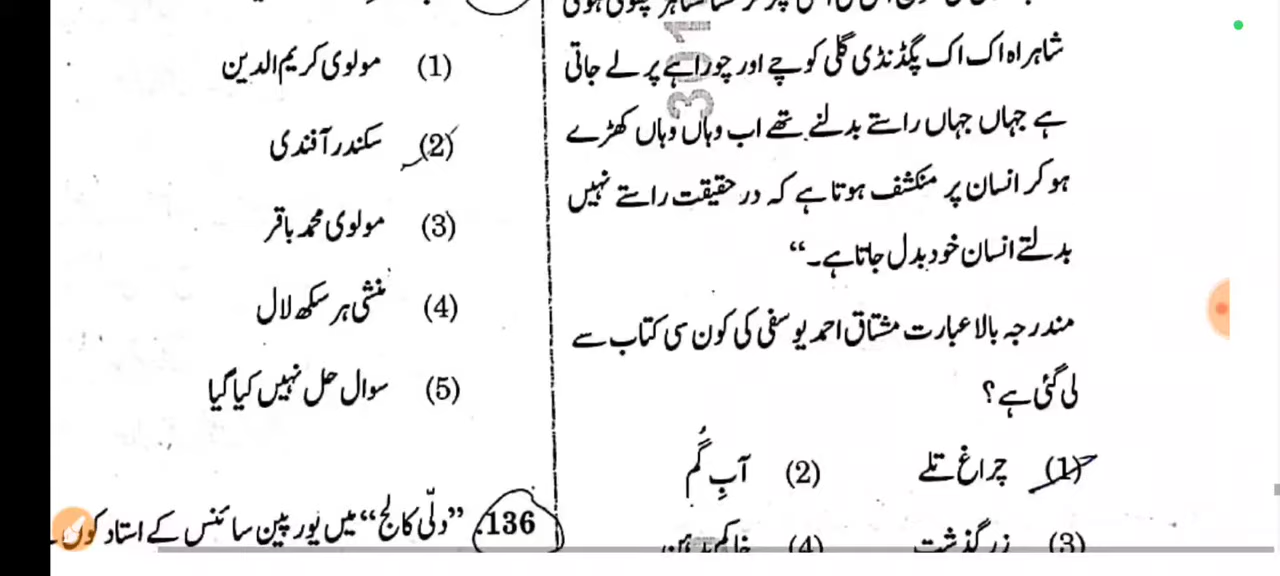 شاہراہ اک اک پگڈنڈی گلی کوچے اور چوراہے پر لے جاتی
ہے جہاں جہاں راستے بدلنے تھے اب وہاں وہاں کھڑے
ہو کر انسان پر منکشف ہوتا ہے کہ در حقیقت راستے نہیں
بدلتے انسان خود بدل جاتا ہے۔“
مندرجہ بالا عبارت مشتاق احمد یوسفی کی کون سی کتاب سے
لی گئی ہے؟
(1) چراغ تلے (2) آبِ گُم
(3) زرگذشت (4)
(1) مولوی کریم الدین
(2) سکندر آفندی
(3) مولوی محمد باقر
(4) منشی ہر سکھ لال
(5) سوال حل نہیں کیا گیا
136. ”دلّی کالج“ میں یورپین سائنس کے استاد کون
301